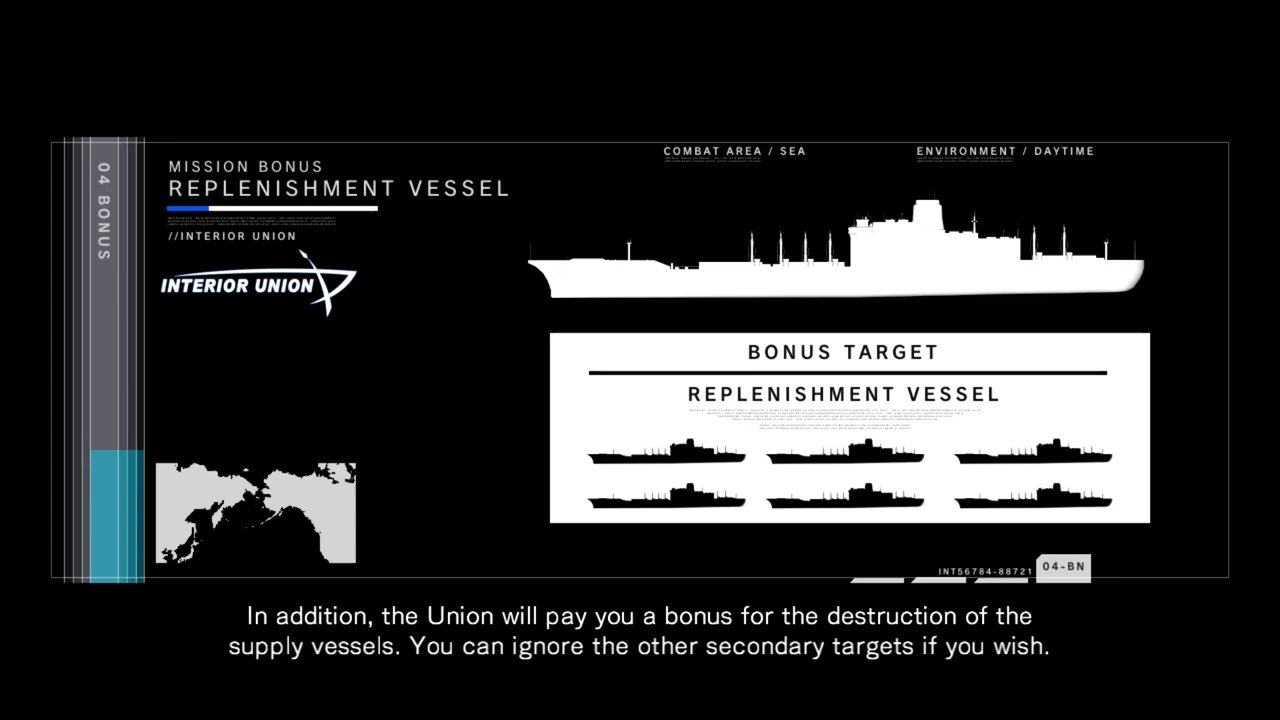 04 BONUS
MISSION BONUS
REPLENISHMENT VESSEL
//INTERIOR UNION
INTERIOR UNION
COMBAT AREA / SEA
ENVIRONMENT / DAYTIME
BONUS TARGET
REPLENISHMENT VESSEL
INT56784-88721
04-BN
In addition, the Union will pay you a bonus for the destruction of the
supply vessels. You can ignore the other secondary targets if you wish.